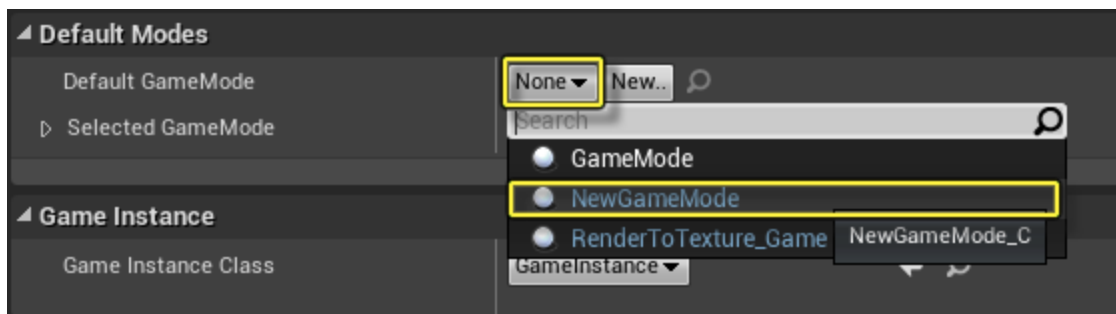 Default Modes
Default GameMode None New..
Selected GameMode Search
GameMode
NewGameMode
RenderToTexture_Game NewGameMode_C
Game Instance
Game Instance Class GameInstance